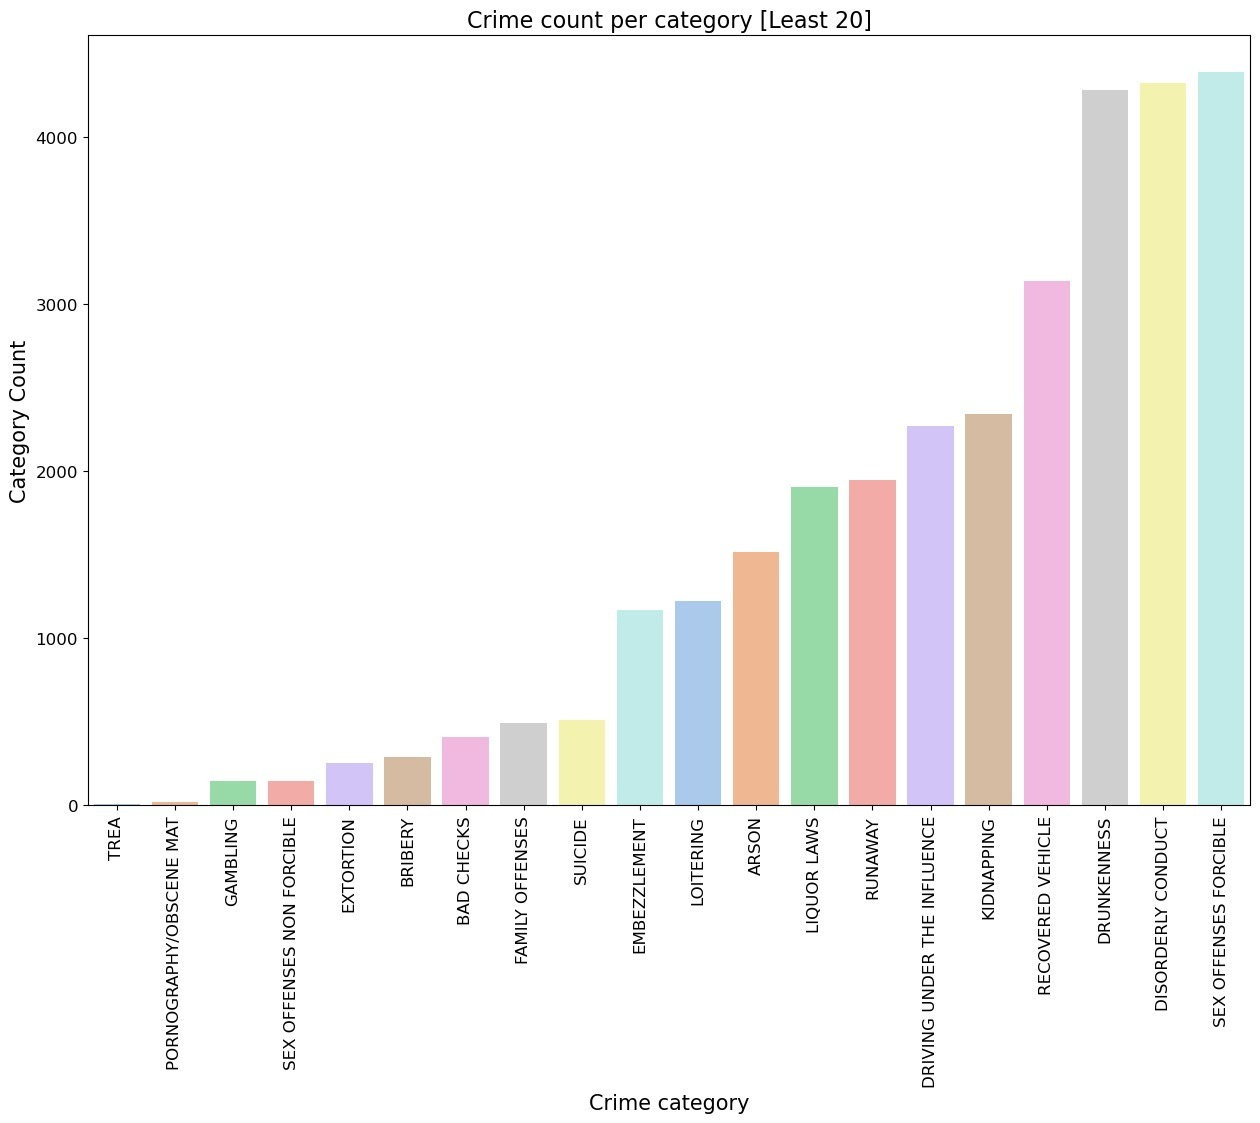 Crime count per category [Least 20]
Category Count
4000
3000
2000
1000
0
TREA
PORNOGRAPHY/OBSCENE MAT
GAMBLING
SEX OFFENSES NON FORCIBLE
EXTORTION
BRIBERY
BAD CHECKS
FAMILY OFFENSES
SUICIDE
EMBEZZLEMENT
LOITERING
ARSON
LIQUOR LAWS
RUNAWAY
DRIVING UNDER THE INFLUENCE
KIDNAPPING
RECOVERED VEHICLE
DRUNKENNESS
DISORDERLY CONDUCT
SEX OFFENSES FORCIBLE
Crime category